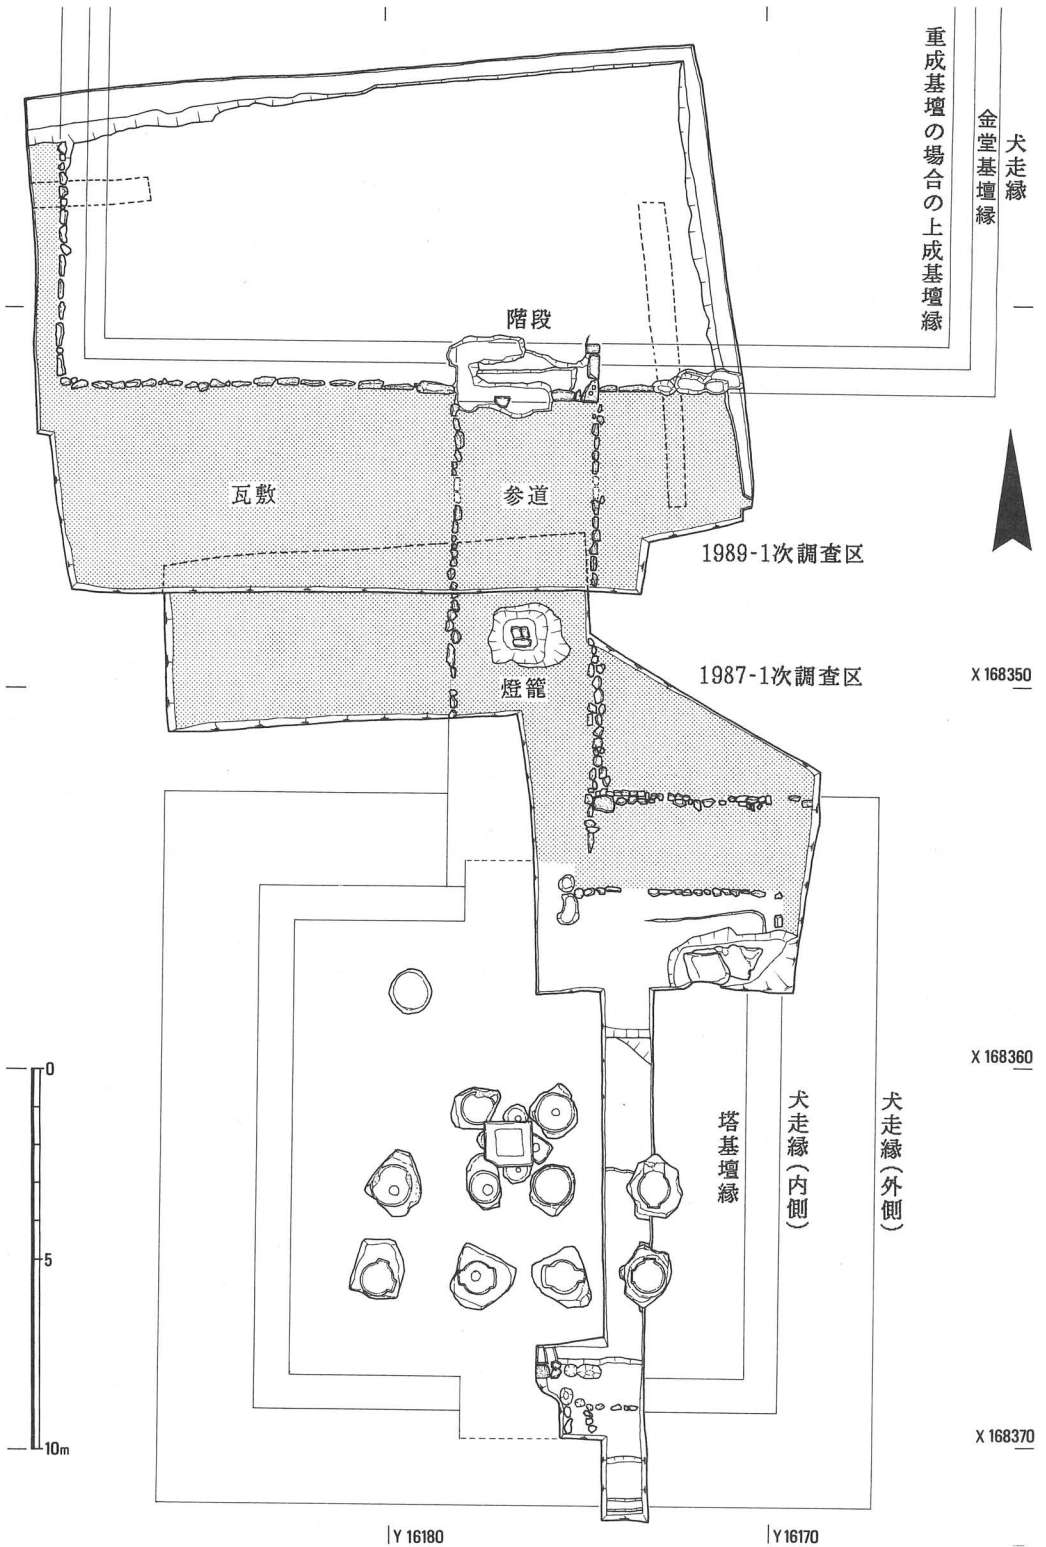 重成基壇の場合の上成基壇縁
金堂基壇縁
犬走縁
階段
瓦敷
参道
1989-1次調査区
1987-1次調査区
燈籠
X 168350
X 168360
塔基壇縁
犬走縁(内側)
犬走縁(外側)
0
5
10m
X 168370
Y 16180
Y 16170